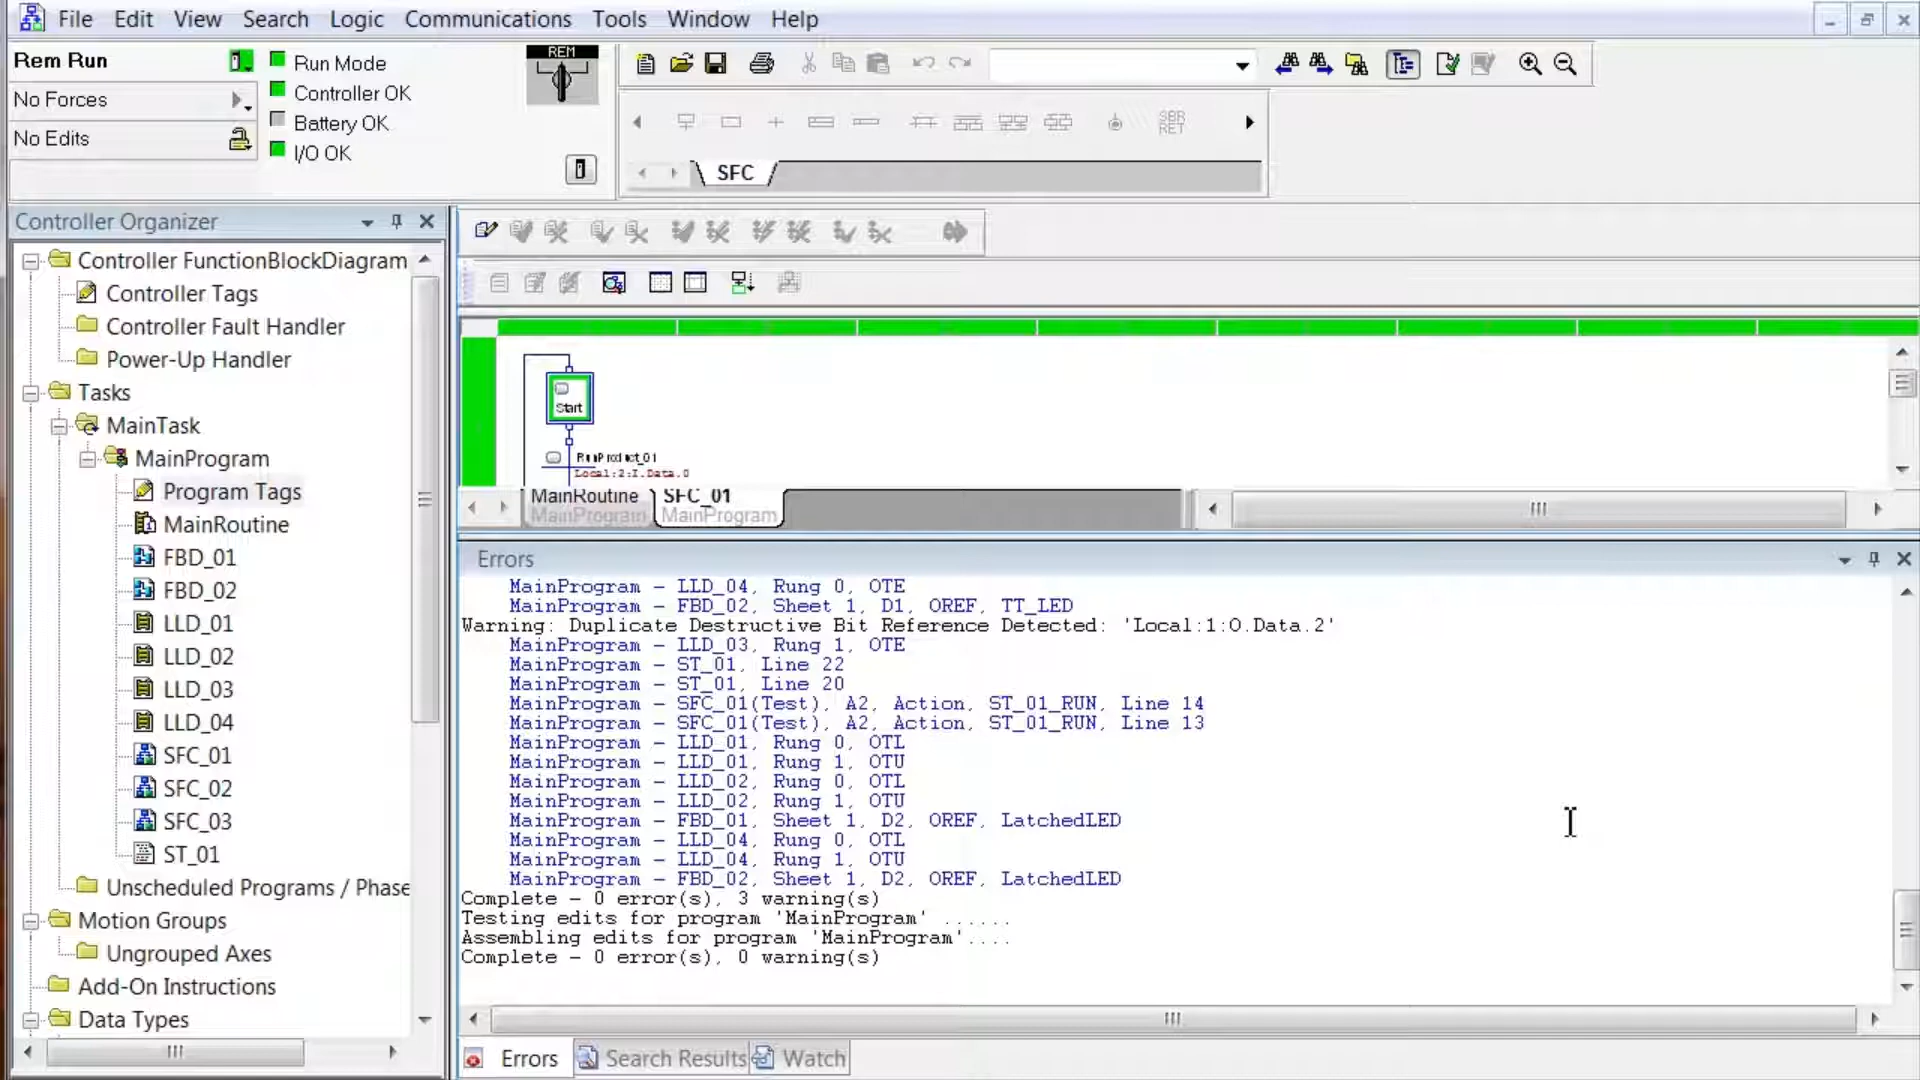 File Edit View Search Logic Communications Tools Window Help
Rem Run
No Forces
No Edits
Run Mode
Controller OK
Battery OK
I/O OK
REM
SBR
RET
SFC
Controller Organizer
Controller FunctionBlockDiagram
Controller Tags
Controller Fault Handler
Power-Up Handler
Tasks
MainTask
MainProgram
Program Tags
MainRoutine
FBD_01
FBD_02
LLD_01
LLD_02
LLD_03
LLD_04
SFC_01
SFC_02
SFC_03
ST_01
Unscheduled Programs / Phase
Motion Groups
Ungrouped Axes
Add-On Instructions
Data Types
Start
RunProduct_01
Local:2:I.Data.0
MainRoutine
MainProgram
SFC_01
MainProgram
Errors
MainProgram - LLD_04, Rung 0, OTE
MainProgram - FBD_02, Sheet 1, D1, OREF, TT_LED
Warning: Duplicate Destructive Bit Reference Detected: 'Local:1:O.Data.2'
MainProgram - LLD_03, Rung 1, OTE
MainProgram - ST_01, Line 22
MainProgram - ST_01, Line 20
MainProgram - SFC_01(Test), A2, Action, ST_01_RUN, Line 14
MainProgram - SFC_01(Test), A2, Action, ST_01_RUN, Line 13
MainProgram - LLD_01, Rung 0, OTL
MainProgram - LLD_01, Rung 1, OTU
MainProgram - LLD_02, Rung 0, OTL
MainProgram - LLD_02, Rung 1, OTU
MainProgram - FBD_01, Sheet 1, D2, OREF, LatchedLED
MainProgram - LLD_04, Rung 0, OTL
MainProgram - LLD_04, Rung 1, OTU
MainProgram - FBD_02, Sheet 1, D2, OREF, LatchedLED
Complete - 0 error(s), 3 warning(s)
Testing edits for program 'MainProgram' ......
Assembling edits for program 'MainProgram'....
Complete - 0 error(s), 0 warning(s)
Errors Search Results Watch